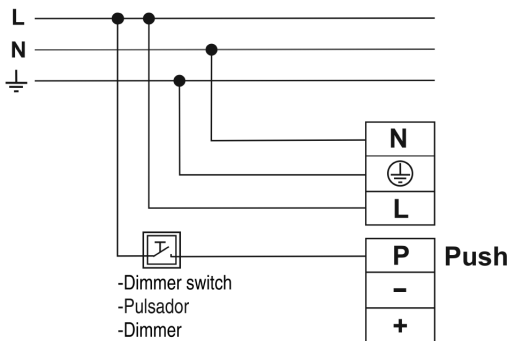 L
N
N
L
P Push
-
+
-Dimmer switch
-Pulsador
-Dimmer